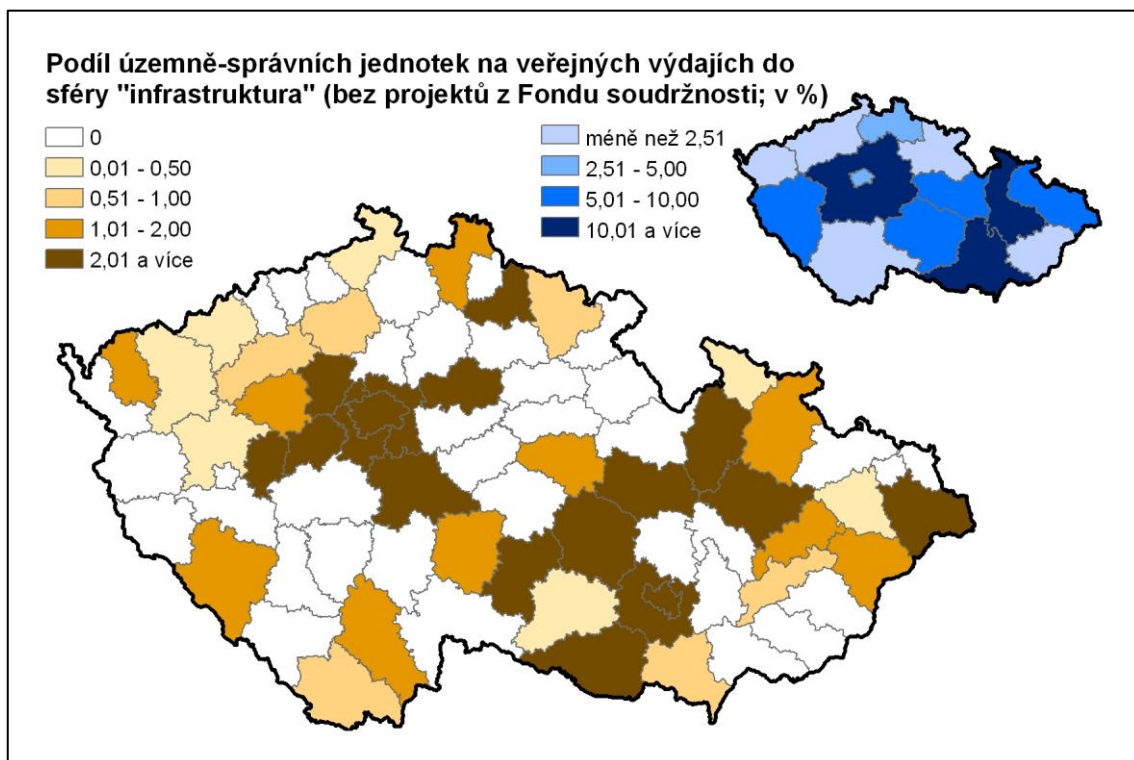 Podíl územně-správních jednotek na veřejných výdajích do
sféry "infrastruktura" (bez projektů z Fondu soudržnosti; v %)
0
0,01 - 0,50
0,51 - 1,00
1,01 - 2,00
2,01 a více
méně než 2,51
2,51 - 5,00
5,01 - 10,00
10,01 a více